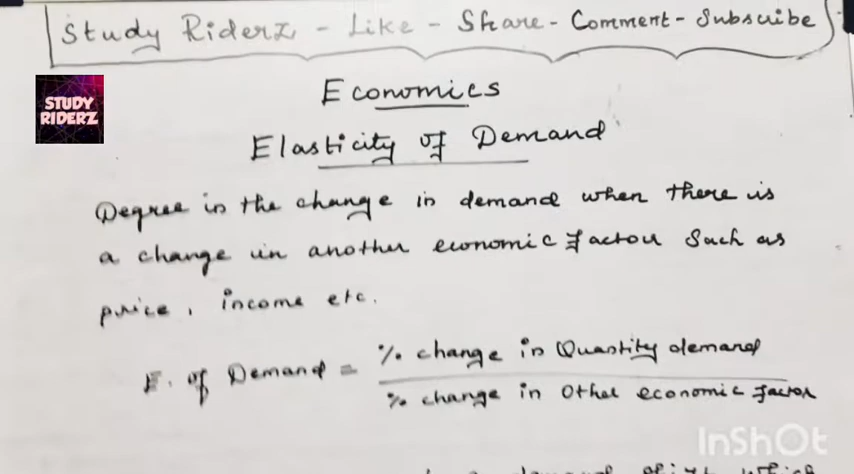 Study Riderz - Like - Share - Comment - Subscribe
STUDY
RIDERZ
Economics
Elasticity of Demand
Degree in the change in demand when there is
a change in another economic factor such as
price, income etc.
E. of Demand = % change in Quantity demand
% change in Other economic factor
InShOt